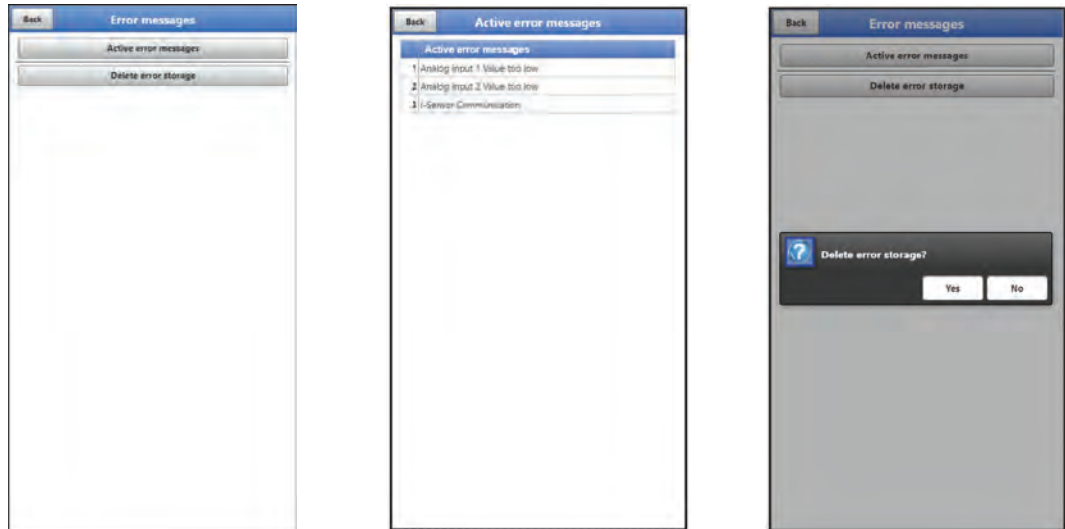 Back Error messages
Active error messages
Delete error storage
Back Active error messages
Active error messages
1 Analog Input 1 Value too low
2 Analog Input 2 Value too low
3 i-Sensor Communication
Back Error messages
Active error messages
Delete error storage
Delete error storage?
Yes No